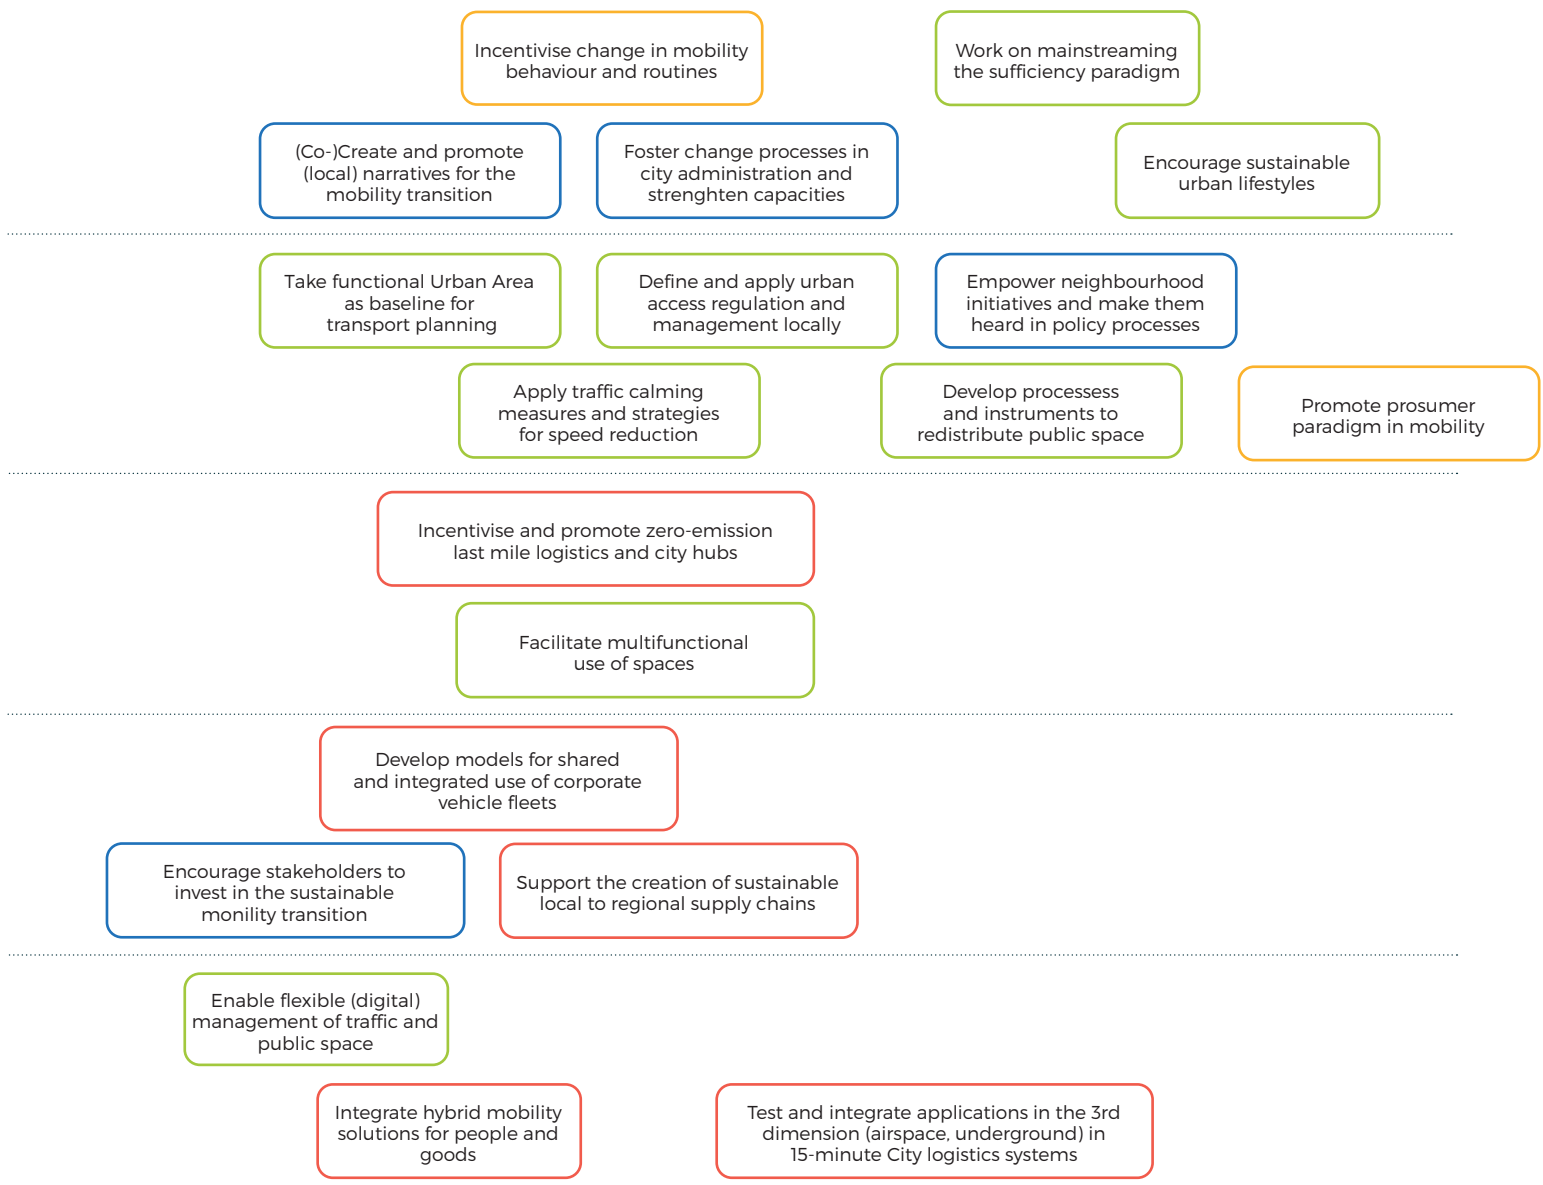 Incentivise change in mobility
behaviour and routines
Work on mainstreaming
the sufficiency paradigm
(Co-)Create and promote
(local) narratives for the
mobility transition
Foster change processes in
city administration and
strenghten capacities
Encourage sustainable
urban lifestyles
Take functional Urban Area
as baseline for
transport planning
Define and apply urban
access regulation and
management locally
Empower neighbourhood
initiatives and make them
heard in policy processes
Apply traffic calming
measures and strategies
for speed reduction
Develop processess
and instruments to
redistribute public space
Promote prosumer
paradigm in mobility
Incentivise and promote zero-emission
last mile logistics and city hubs
Facilitate multifunctional
use of spaces
Develop models for shared
and integrated use of corporate
vehicle fleets
Encourage stakeholders to
invest in the sustainable
monility transition
Support the creation of sustainable
local to regional supply chains
Enable flexible (digital)
management of traffic and
public space
Integrate hybrid mobility
solutions for people and
goods
Test and integrate applications in the 3rd
dimension (airspace, underground) in
15-minute City logistics systems